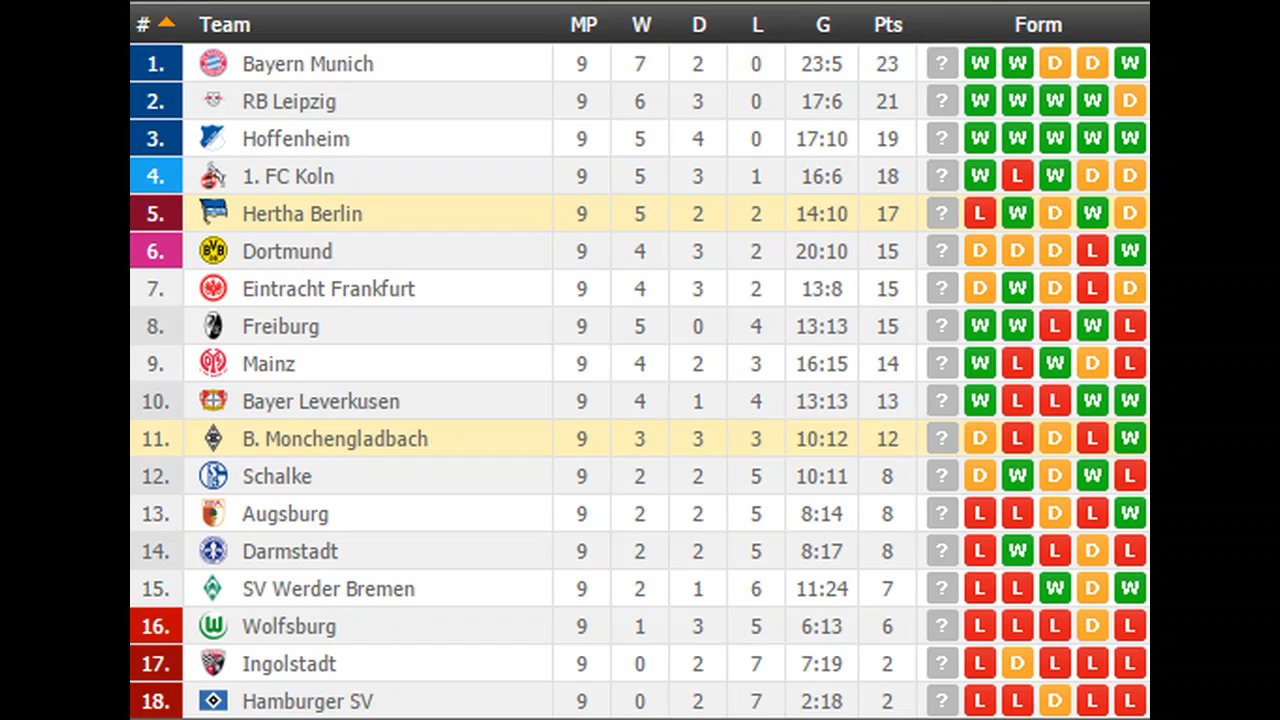 # Team MP W D L G Pts Form
1. Bayern Munich 9 7 2 0 23:5 23 ? W W D D W
2. RB Leipzig 9 6 3 0 17:6 21 ? W W W W D
3. Hoffenheim 9 5 4 0 17:10 19 ? W W W W W
4. 1. FC Koln 9 5 3 1 16:6 18 ? W L W D D
5. Hertha Berlin 9 5 2 2 14:10 17 ? L W D W D
6. Dortmund 9 4 3 2 20:10 15 ? D D D L W
7. Eintracht Frankfurt 9 4 3 2 13:8 15 ? D W D L D
8. Freiburg 9 5 0 4 13:13 15 ? W W L W L
9. Mainz 9 4 2 3 16:15 14 ? W L W D L
10. Bayer Leverkusen 9 4 1 4 13:13 13 ? W L L W W
11. B. Monchengladbach 9 3 3 3 10:12 12 ? D L D L W
12. Schalke 9 2 2 5 10:11 8 ? D W D W L
13. Augsburg 9 2 2 5 8:14 8 ? L L D L W
14. Darmstadt 9 2 2 5 8:17 8 ? L W L D L
15. SV Werder Bremen 9 2 1 6 11:24 7 ? L L W D W
16. Wolfsburg 9 1 3 5 6:13 6 ? L L L D L
17. Ingolstadt 9 0 2 7 7:19 2 ? L D L L L
18. Hamburger SV 9 0 2 7 2:18 2 ? L L D L L